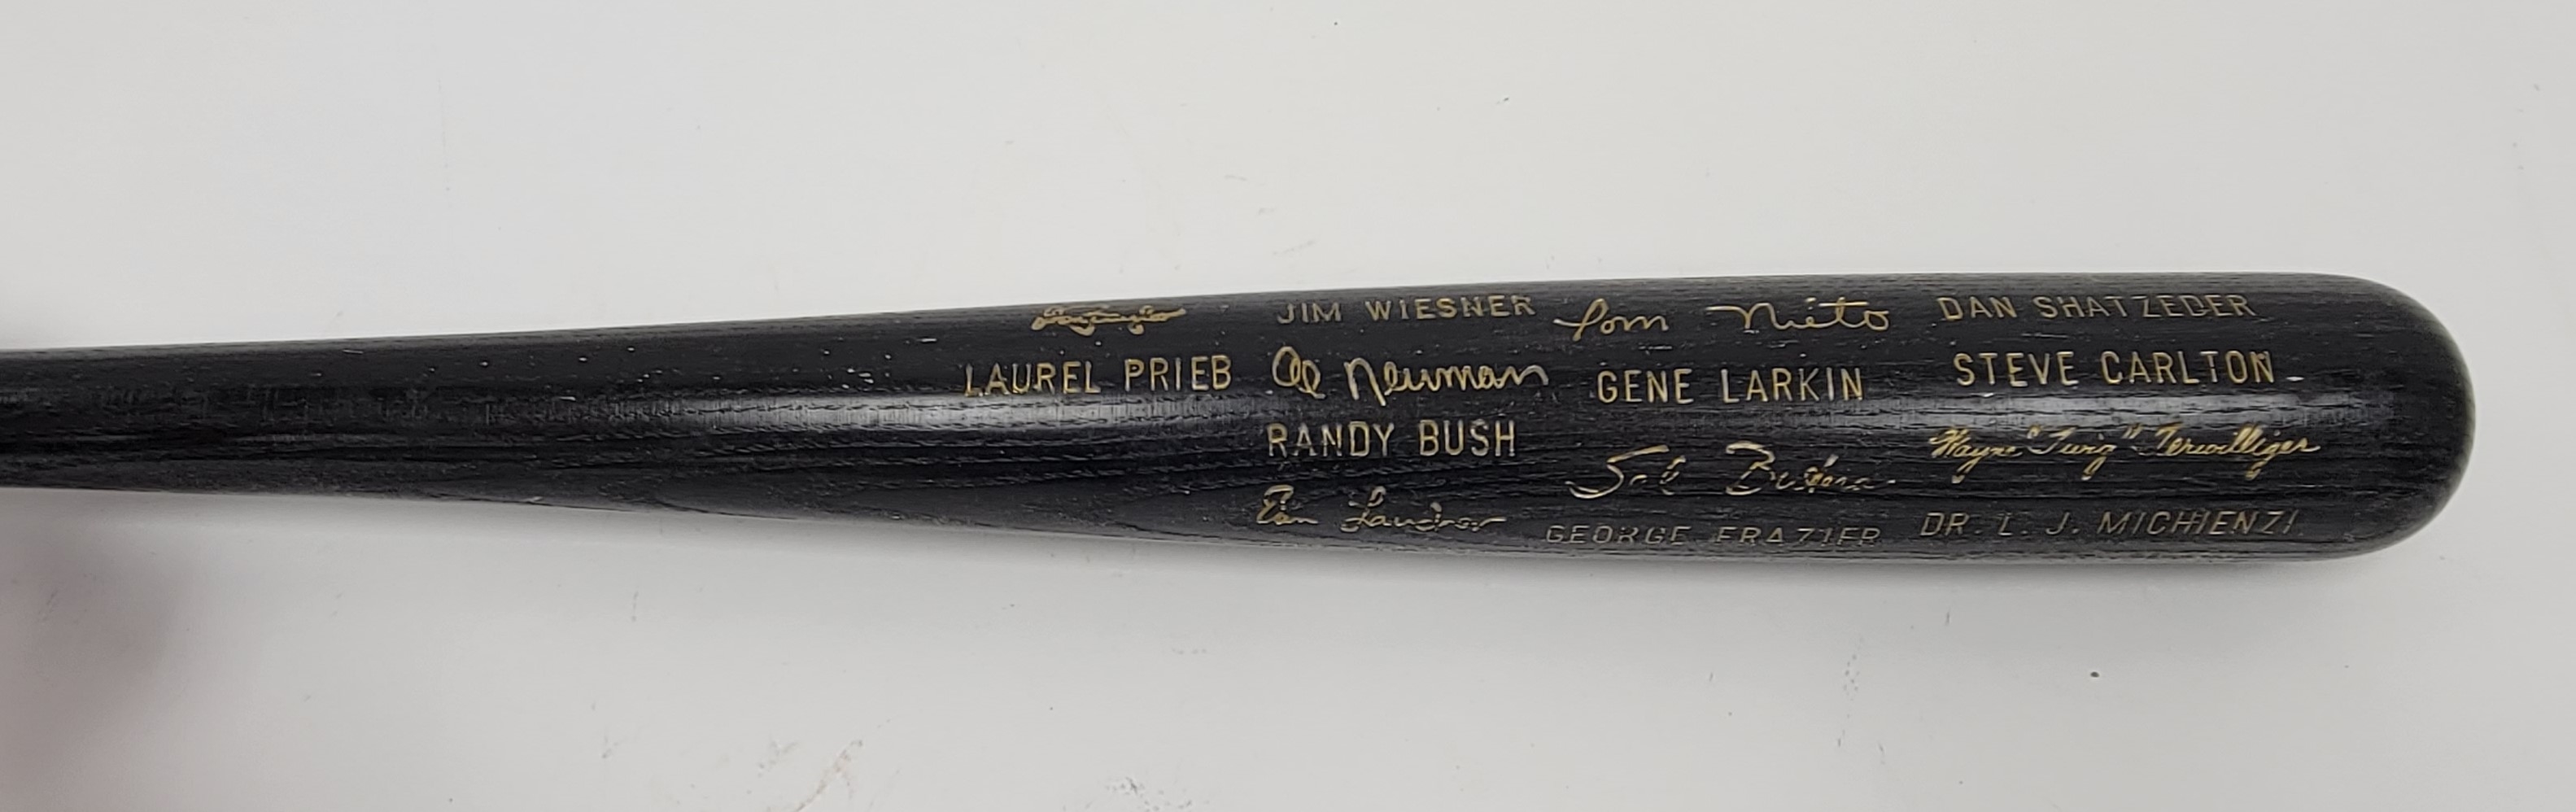 JIM WIESNER
Tom Nieto
DAN SHATZEDER
LAUREL PRIEB
Al Newman
GENE LARKIN
STEVE CARLTON
RANDY BUSH
Wayne "Twig" Terwilliger
GEORGE FRAZIER
DR. L. J. MICHIENZI